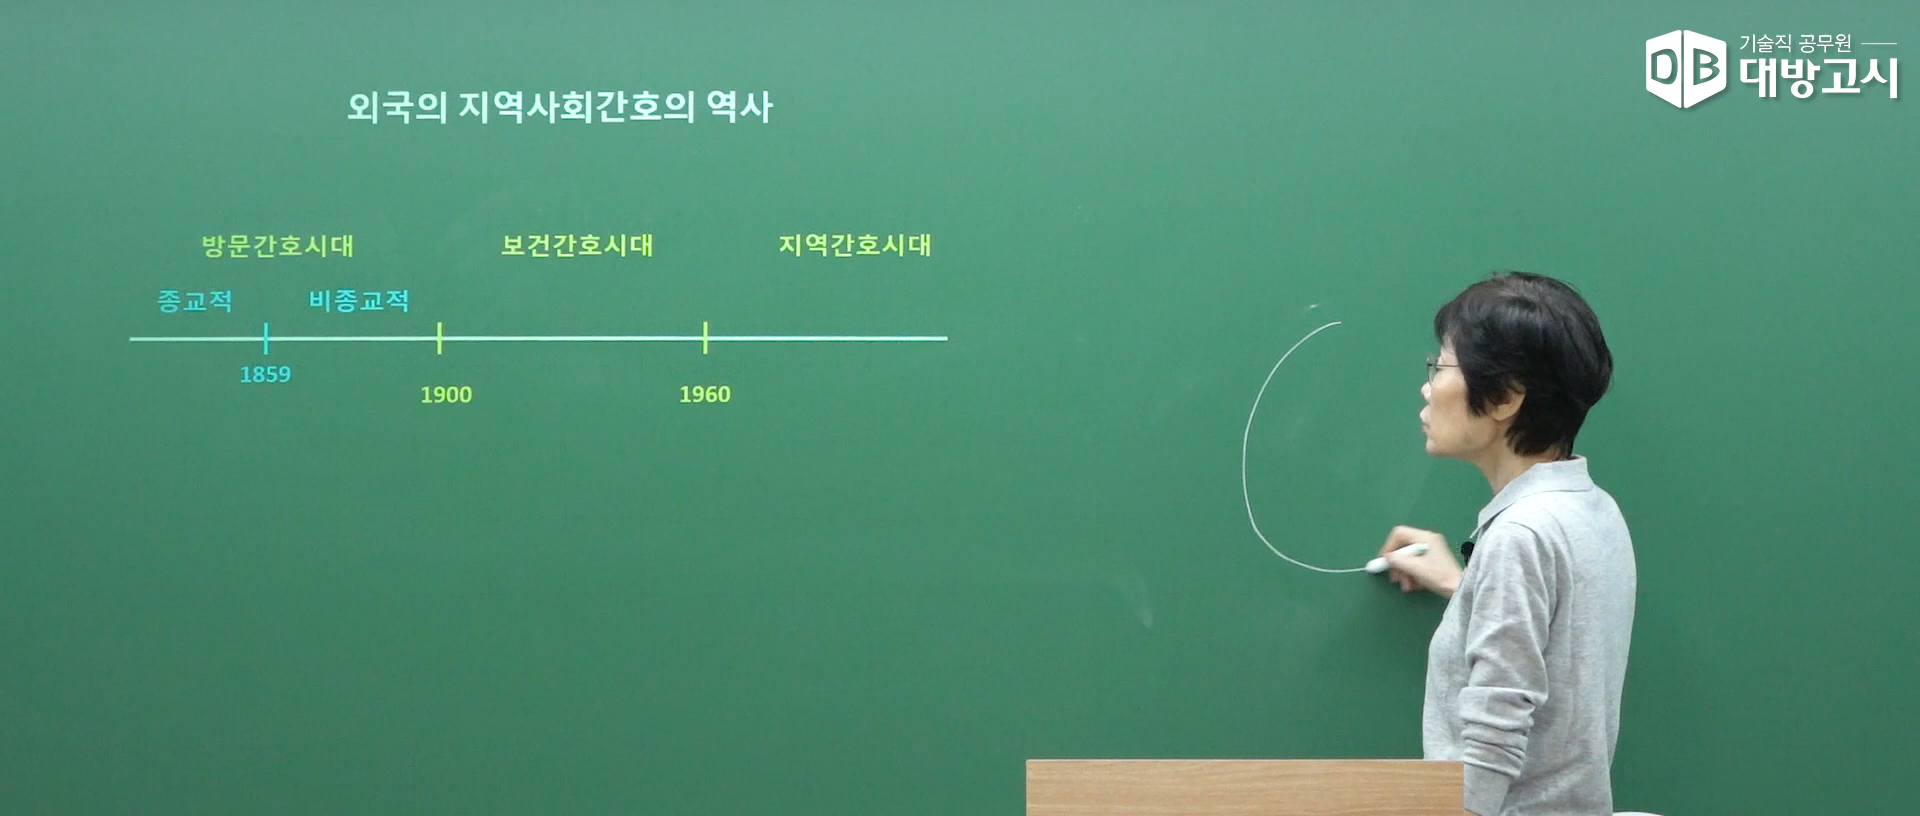 기술직 공무원
대방고시
DB
외국의 지역사회간호의 역사
방문간호시대 보건간호시대 지역간호시대
종교적 비종교적
1859
1900 1960